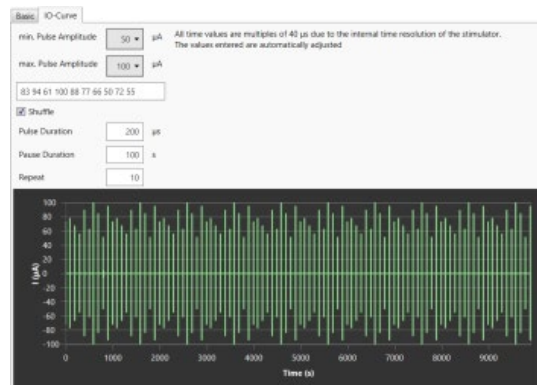 Basic IO-Curve
min. Pulse Amplitude 50 µA
All time values are multiples of 40 µs due to the internal time resolution of the stimulator.
The values entered are automatically adjusted
max. Pulse Amplitude 100 µA
83 94 61 100 88 77 66 50 72 55
Shuffle
Pulse Duration 200 µs
Pause Duration 100 s
Repeat 10
100
80
60
40
20
0
-20
-40
-60
-80
-100
I (µA)
0 1000 2000 3000 4000 5000 6000 7000 8000 9000
Time (s)